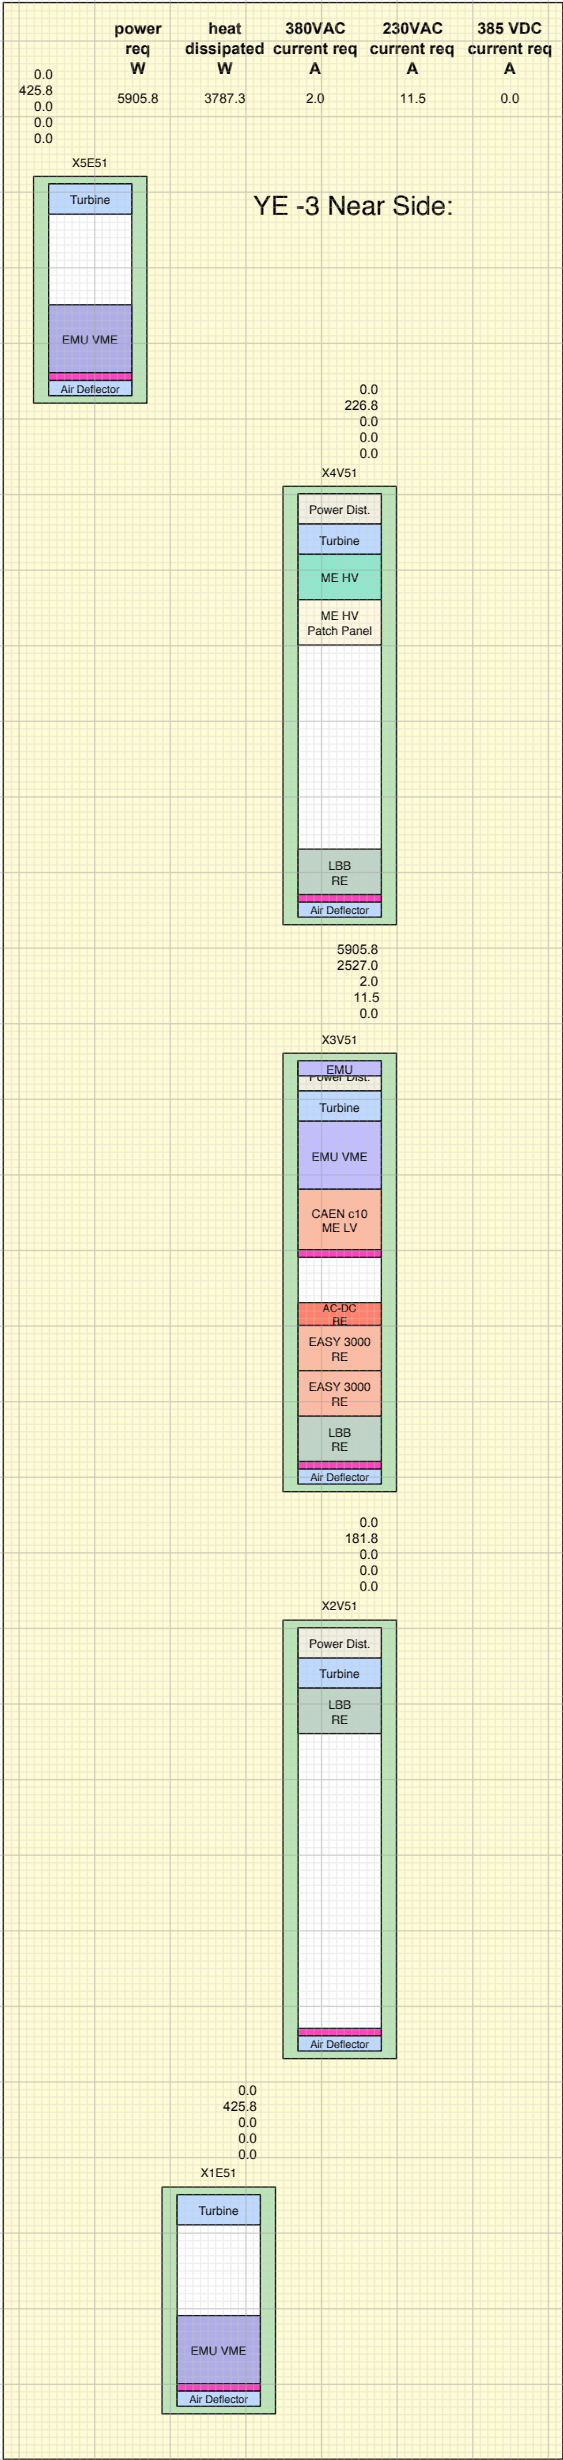 power heat 380VAC 230VAC 385 VDC
req dissipated current req current req current req
W W A A A
0.0
425.8
0.0
0.0
0.0
5905.8 3787.3 2.0 11.5 0.0
X5E51
YE -3 Near Side:
Turbine
EMU VME
Air Deflector
0.0
226.8
0.0
0.0
0.0
X4V51
Power Dist.
Turbine
ME HV
ME HV
Patch Panel
LBB
RE
Air Deflector
5905.8
2527.0
2.0
11.5
0.0
X3V51
EMU
Power Dist.
Turbine
EMU VME
CAEN c10
ME LV
AC-DC
RE
EASY 3000
RE
EASY 3000
RE
LBB
RE
Air Deflector
0.0
181.8
0.0
0.0
0.0
X2V51
Power Dist.
Turbine
LBB
RE
Air Deflector
0.0
425.8
0.0
0.0
0.0
X1E51
Turbine
EMU VME
Air Deflector